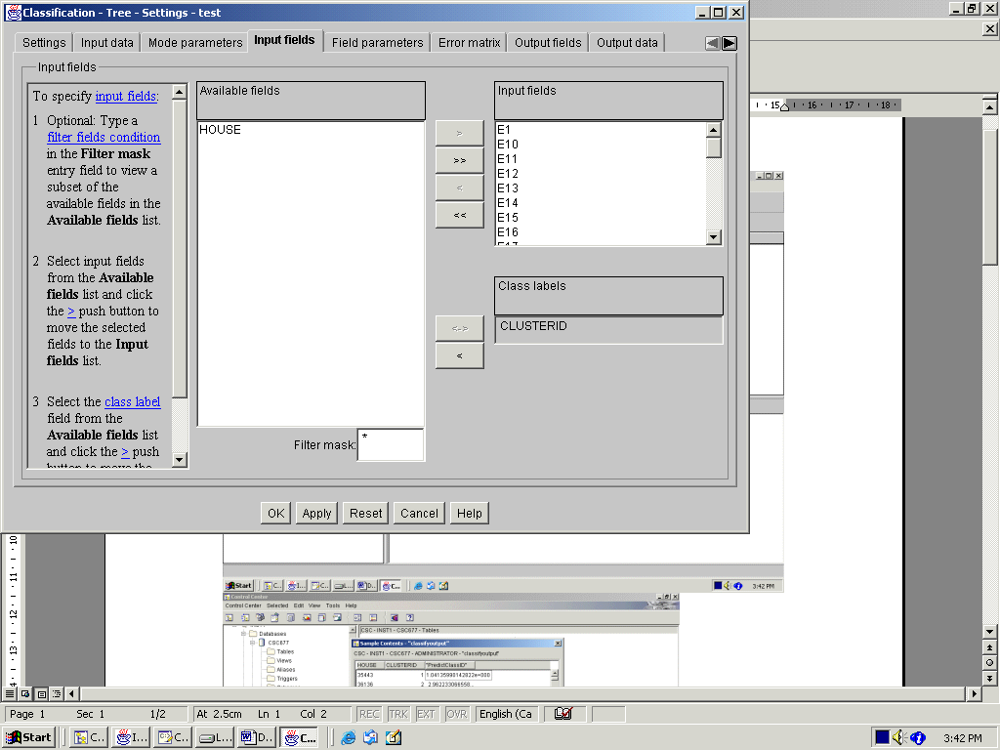 Classification - Tree - Settings - test
Settings
Input data
Mode parameters
Input fields
Field parameters
Error matrix
Output fields
Output data
Input fields
To specify input fields:
1 Optional: Type a
filter fields condition
in the Filter mask
entry field to view a
subset of the
available fields in the
Available fields list.
2 Select input fields
from the Available
fields list and click
the > push button to
move the selected
fields to the Input
fields list.
3 Select the class label
field from the
Available fields list
and click the > push
button to move the
Available fields
HOUSE
Filter mask: *
>
>>
<
<<
<->
<
Input fields
E1
E10
E11
E12
E13
E14
E15
E16
E17
Class labels
CLUSTERID
OK
Apply
Reset
Cancel
Help
15 16 17 18
10
11
12
13
Start C.. I... C.. L... D.. C... 3:42 PM
Control Center
Control Center Selected Edit View Tools Help
Databases
CSC677
Tables
Views
Aliases
Triggers
CSC - INST1 - CSC677 - Tables
Sample Contents - "classifyoutput"
CSC - INST1 - CSC677 - ADMINISTRATOR - "classifyoutput"
HOUSE CLUSTERID "PredictClassID"
35443 1
36136 2
Page 1 Sec 1 1/2 At 2.5cm Ln 1 Col 2 REC TRK EXT OVR English (Ca
Start C.. I... C.. L... D.. C... 3:42 PM